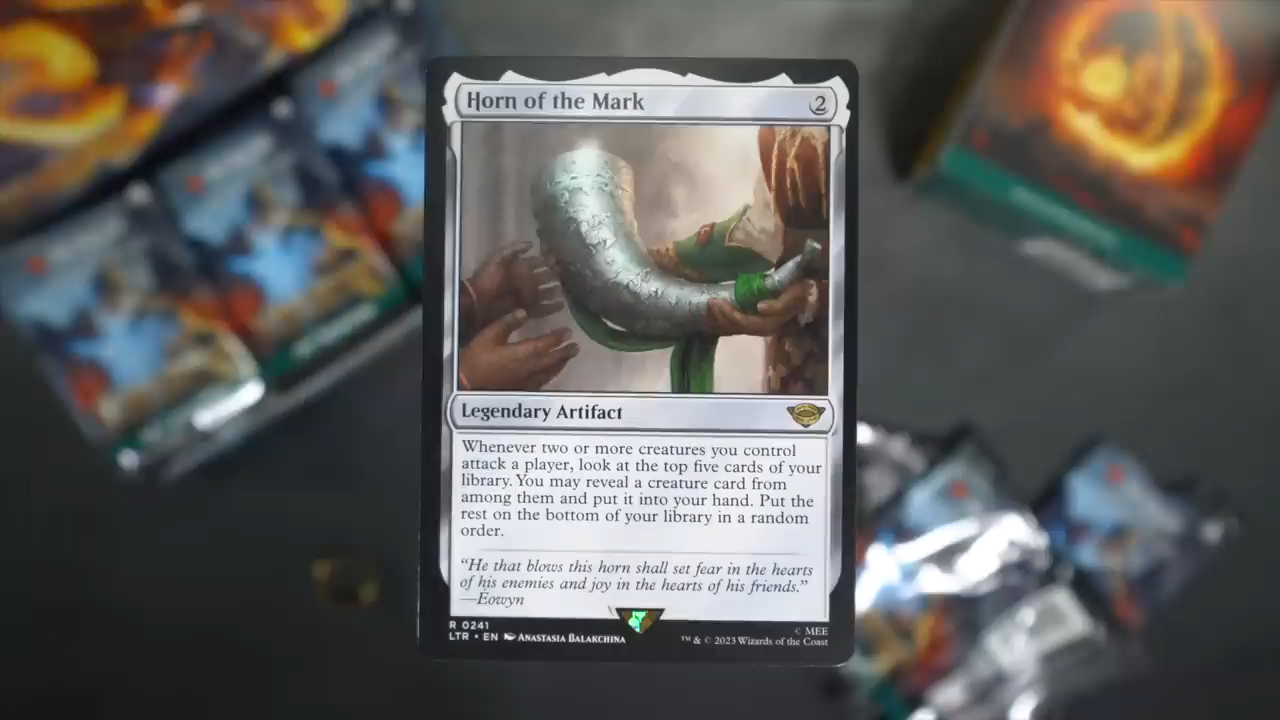 Horn of the Mark 2
Legendary Artifact
Whenever two or more creatures you control
attack a player, look at the top five cards of your
library. You may reveal a creature card from
among them and put it into your hand. Put the
rest on the bottom of your library in a random
order.
“He that blows this horn shall set fear in the hearts
of his enemies and joy in the hearts of his friends.”
—Éowyn
R 0241
LTR • EN ANASTASIA BALAKCHINA
© MEE
™ & © 2023 Wizards of the Coast